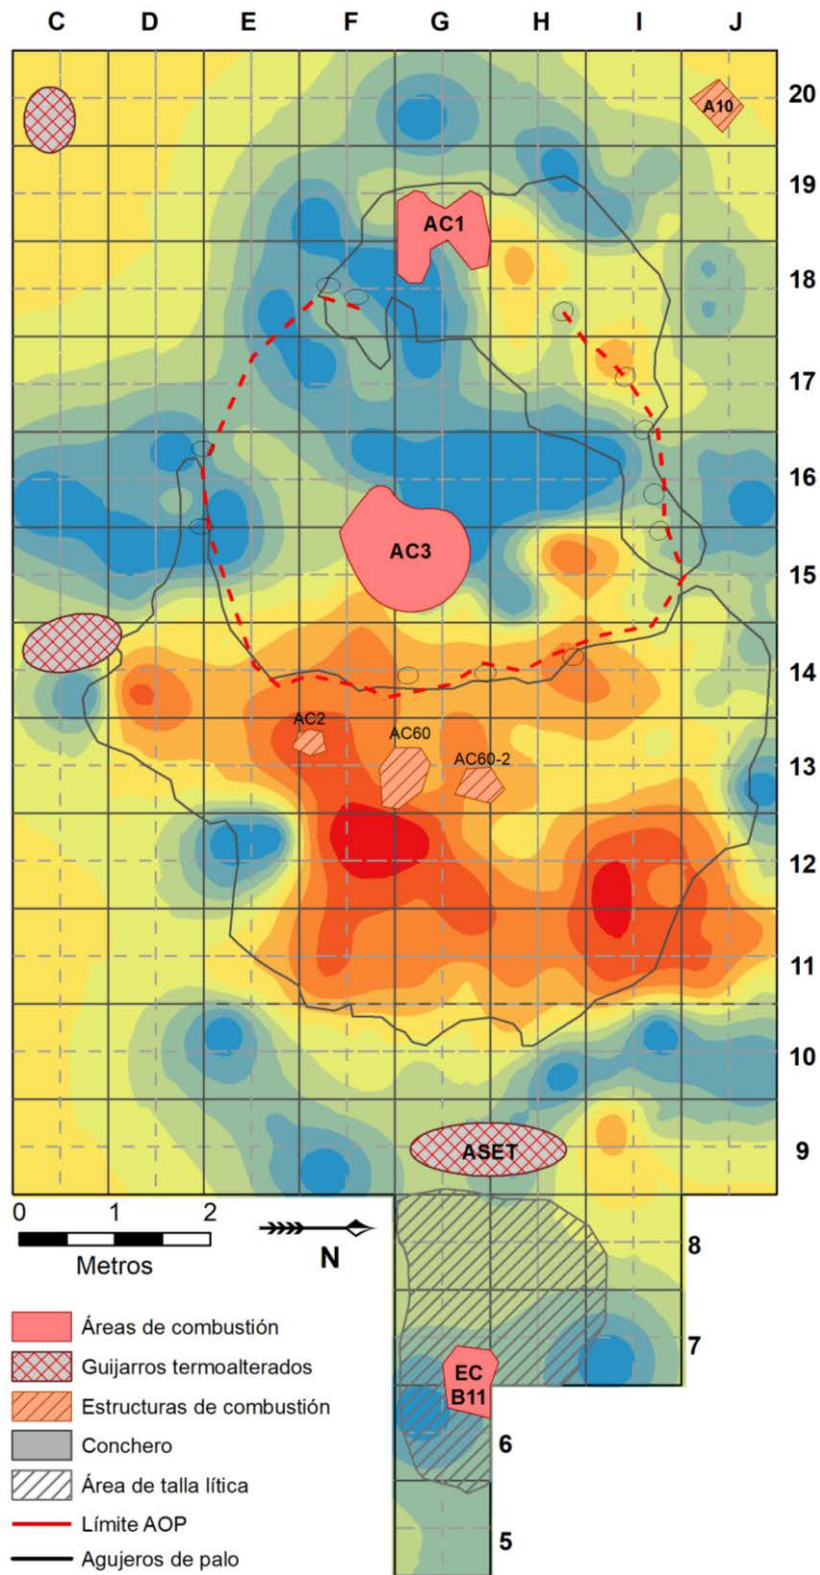 C D E F G H I J
20
A10
19
AC1
18
17
16
AC3
15
14
AC2
AC60
AC60-2
13
12
11
10
9
ASET
0 1 2
Metros
N
8
7
EC
B11
6
5
Áreas de combustión
Guijarros termoalterados
Estructuras de combustión
Conchero
Área de talla lítica
Límite AOP
Agujeros de palo